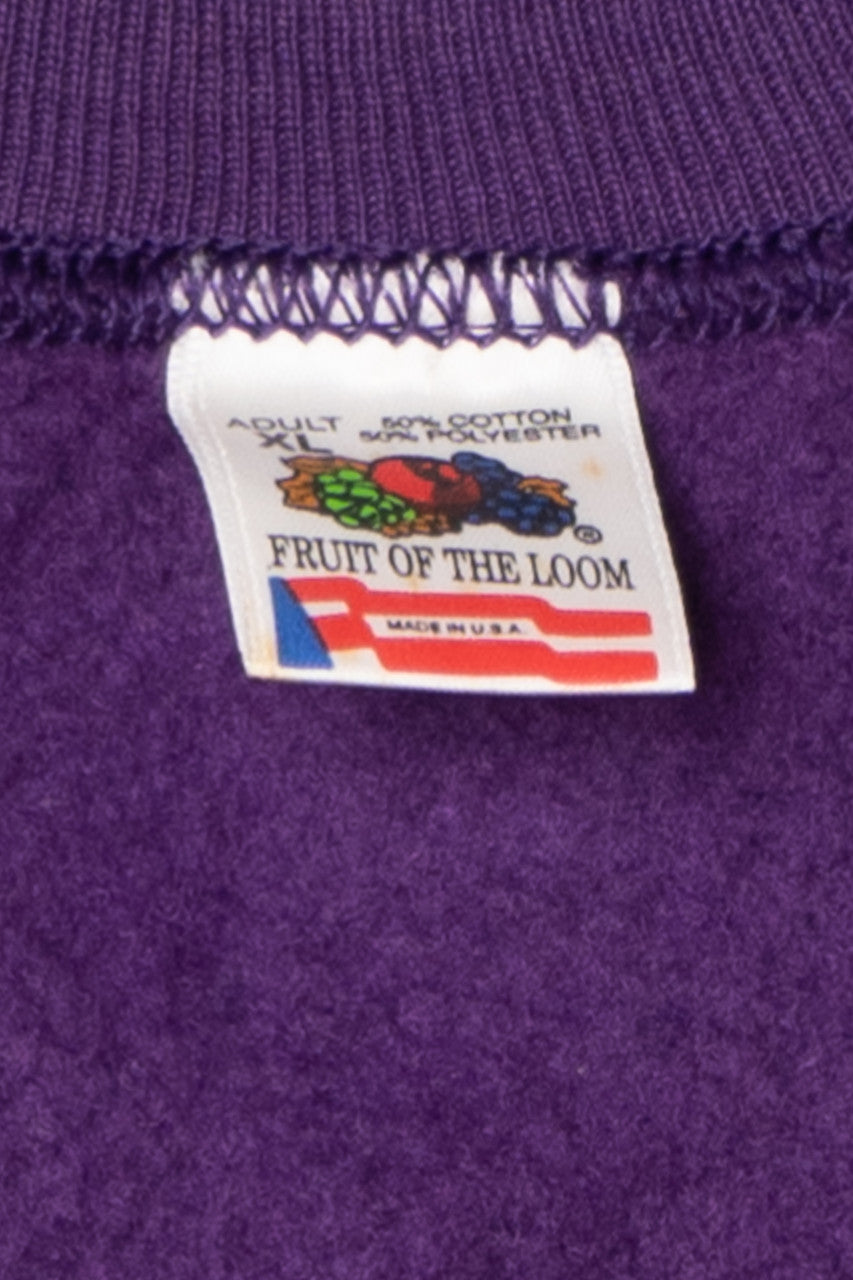 ADULT 50% COTTON
XL 50% POLYESTER
®
FRUIT OF THE LOOM
MADE IN U.S.A.